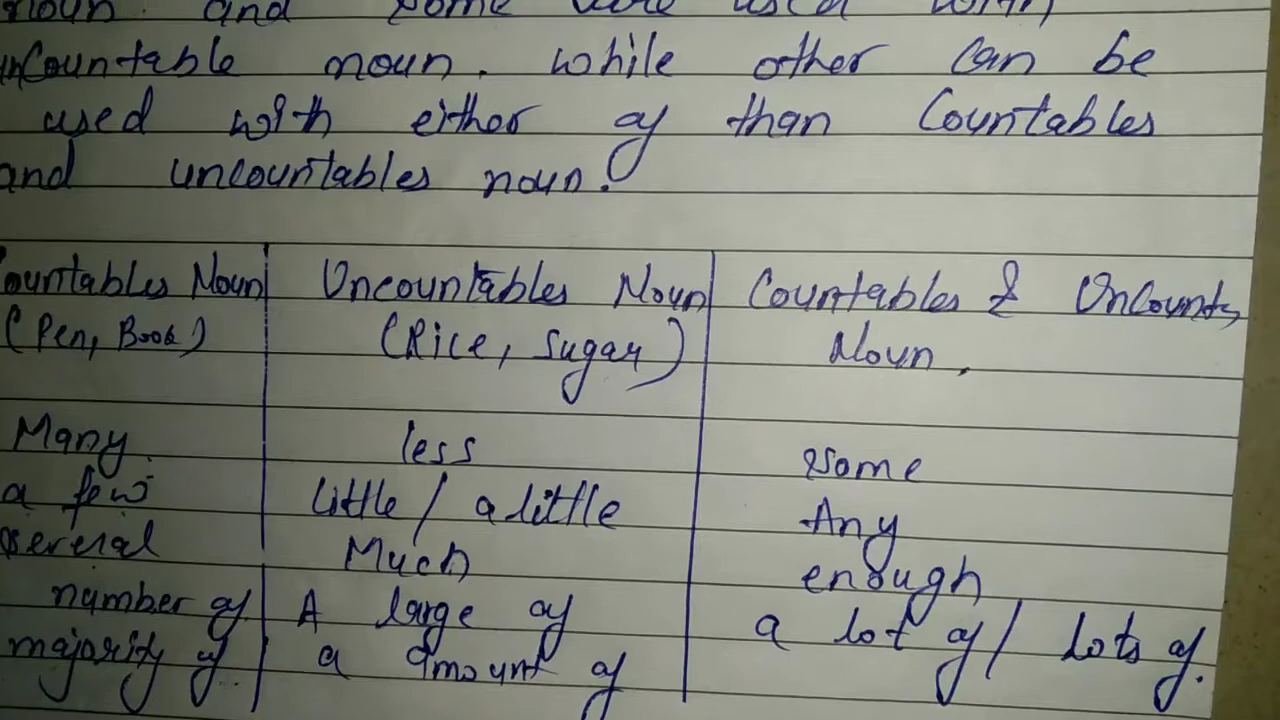 noun. and some are used with
uncountable noun. while other can be
used with either of than Countables
and uncountables noun.
Countables Noun | Uncountables Noun | Countables & Uncounts
(Pen, Book) | (Rice, Sugar) | Noun,
Many | less | Some
a few | little / a little | Any
several | Much | enough
number of | A large of | a lot of / lots of.
majority of | a amount of